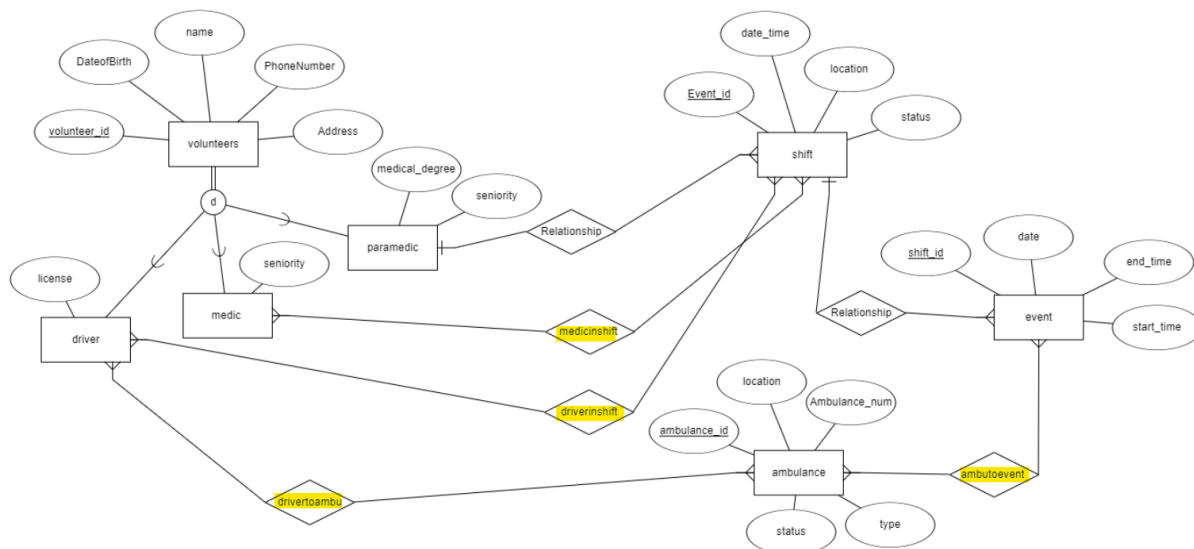 name
date_time
DateofBirth
PhoneNumber
location
Event_id
status
volunteer_id
volunteers
Address
shift
medical_degree
seniority
d
Relationship
paramedic
date
shift_id
end_time
license
seniority
medic
event
driver
medicinshift
Relationship
start_time
location
Ambulance_num
driverinshift
ambulance_id
ambulance
ambutoevent
drivertoambu
status
type